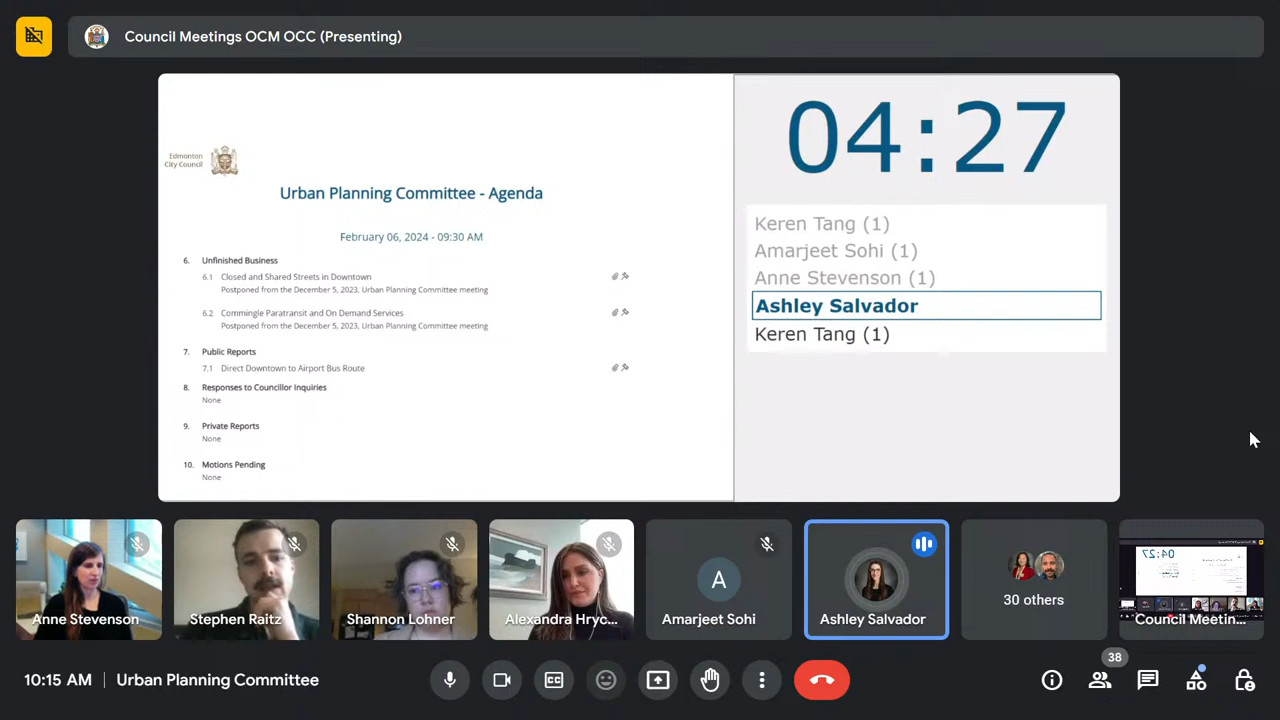 Council Meetings OCM OCC (Presenting)
Edmonton
City Council
Urban Planning Committee - Agenda
February 06, 2024 - 09:30 AM
6. Unfinished Business
6.1 Closed and Shared Streets in Downtown
Postponed from the December 5, 2023, Urban Planning Committee meeting
6.2 Commingle Paratransit and On Demand Services
Postponed from the December 5, 2023, Urban Planning Committee meeting
7. Public Reports
7.1 Direct Downtown to Airport Bus Route
8. Responses to Councillor Inquiries
None
9. Private Reports
None
10. Motions Pending
None
04:27
Keren Tang (1)
Amarjeet Sohi (1)
Anne Stevenson (1)
Ashley Salvador
Keren Tang (1)
Anne Stevenson
Stephen Raitz
Shannon Lohner
Alexandra Hryc...
A
Amarjeet Sohi
Ashley Salvador
30 others
04:27
Council Meetin...
10:15 AM | Urban Planning Committee
CC
38